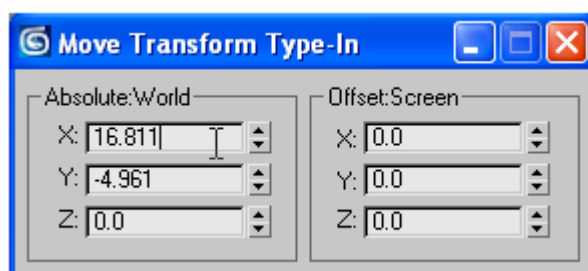 Move Transform Type-In
Absolute:World
X: 16.811
Y: -4.961
Z: 0.0
Offset:Screen
X: 0.0
Y: 0.0
Z: 0.0